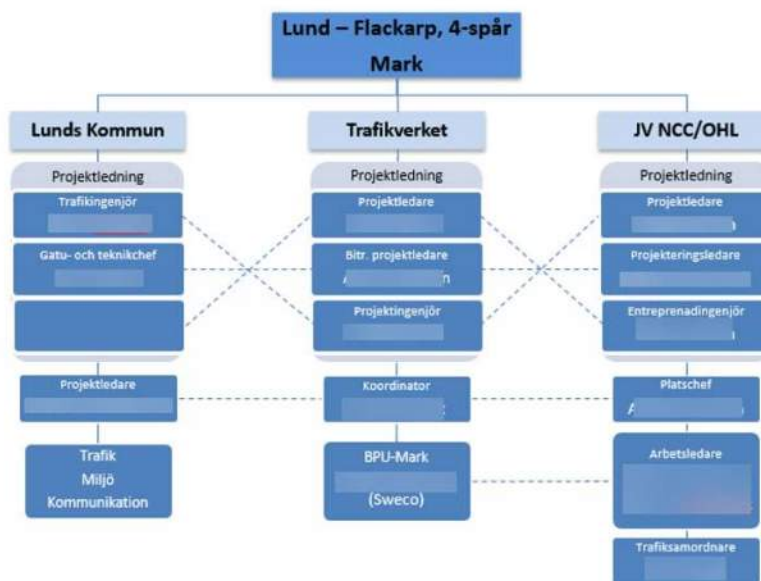 Lund – Flackarp, 4-spår
Mark
Lunds Kommun
Projektledning
Trafikingenjör
Gatu- och teknikchef
Projektledare
Trafik
Miljö
Kommunikation
Trafikverket
Projektledning
Projektledare
Bitr. projektledare
Projektingenjör
Koordinator
BPU-Mark
(Sweco)
JV NCC/OHL
Projektledning
Projektledare
Projekteringsledare
Entreprenadingenjör
Platschef
Arbetsledare
Trafiksamordnare